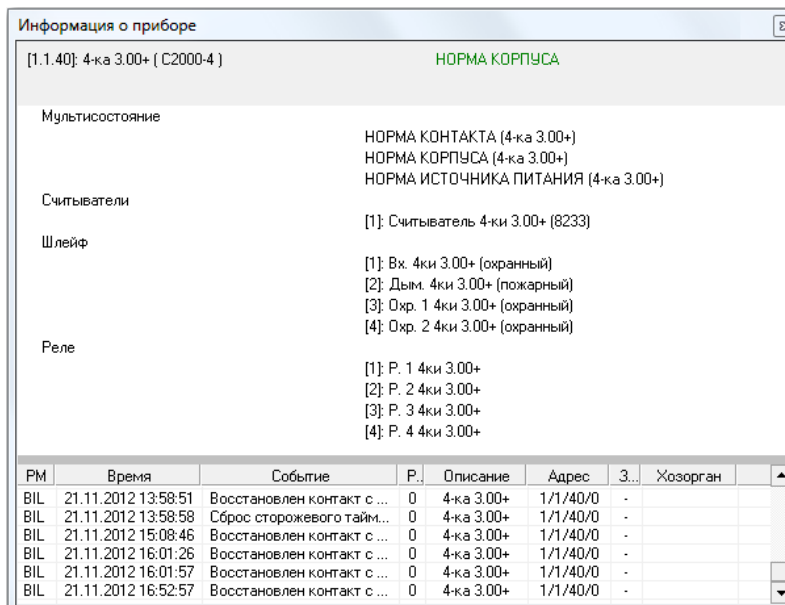 Информация о приборе
[1.1.40]: 4-ка 3.00+ ( С2000-4 ) НОРМА КОРПУСА
Мультисостояние
НОРМА КОНТАКТА (4-ка 3.00+)
НОРМА КОРПУСА (4-ка 3.00+)
НОРМА ИСТОЧНИКА ПИТАНИЯ (4-ка 3.00+)
Считыватели
[1]: Считыватель 4-ки 3.00+ (8233)
Шлейф
[1]: Вх. 4ки 3.00+ (охранный)
[2]: Дым. 4ки 3.00+ (пожарный)
[3]: Охр. 1 4ки 3.00+ (охранный)
[4]: Охр. 2 4ки 3.00+ (охранный)
Реле
[1]: Р. 1 4ки 3.00+
[2]: Р. 2 4ки 3.00+
[3]: Р. 3 4ки 3.00+
[4]: Р. 4 4ки 3.00+
РМ Время Событие Р.. Описание Адрес З... Хозорган
BIL 21.11.2012 13:58:51 Восстановлен контакт с ... 0 4-ка 3.00+ 1/1/40/0 -
BIL 21.11.2012 13:58:58 Сброс сторожевого тайм... 0 4-ка 3.00+ 1/1/40/0 -
BIL 21.11.2012 15:08:46 Восстановлен контакт с ... 0 4-ка 3.00+ 1/1/40/0 -
BIL 21.11.2012 16:01:26 Восстановлен контакт с ... 0 4-ка 3.00+ 1/1/40/0 -
BIL 21.11.2012 16:01:57 Восстановлен контакт с ... 0 4-ка 3.00+ 1/1/40/0 -
BIL 21.11.2012 16:52:57 Восстановлен контакт с ... 0 4-ка 3.00+ 1/1/40/0 -